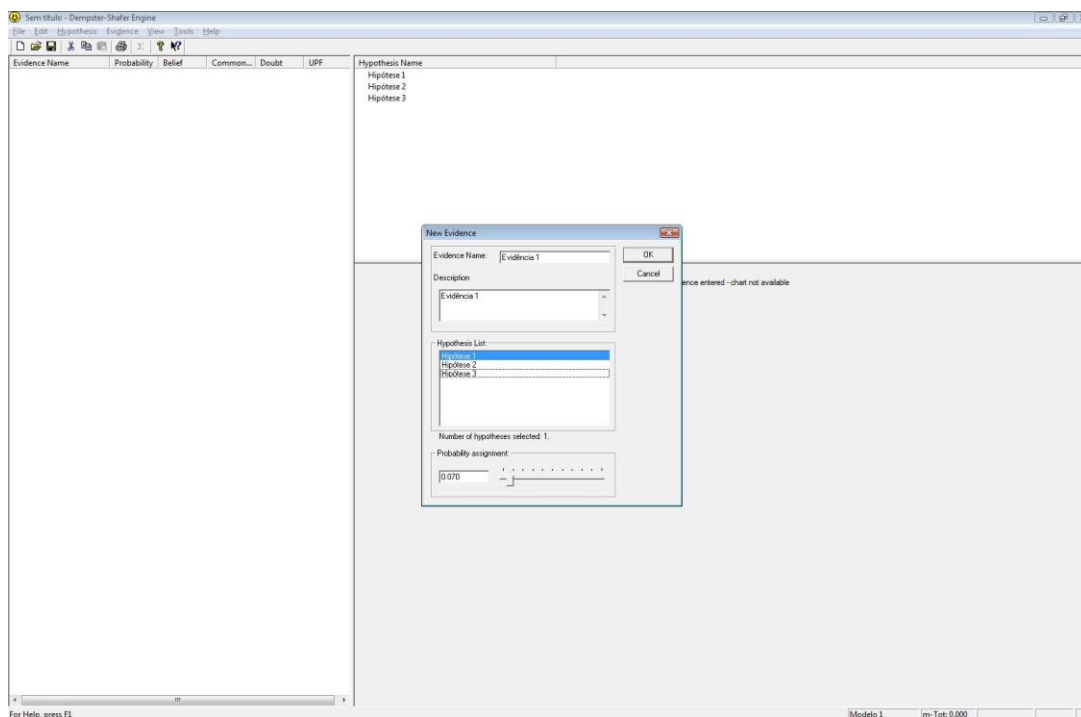 Sem título - Dempster-Shafer Engine
File Edit Hypothesis Evidence View Tools Help
Evidence Name Probability Belief Common... Doubt UPF
Hypothesis Name
Hipótese 1
Hipótese 2
Hipótese 3
New Evidence
Evidence Name: Evidência 1
OK
Cancel
Description
Evidência 1
ence entered - chart not available
Hypothesis List:
Hipótese 1
Hipótese 2
Hipótese 3
Number of hypotheses selected: 1.
Probability assignment:
0.070
For Help, press F1
Modelo 1 m-Tot: 0.000